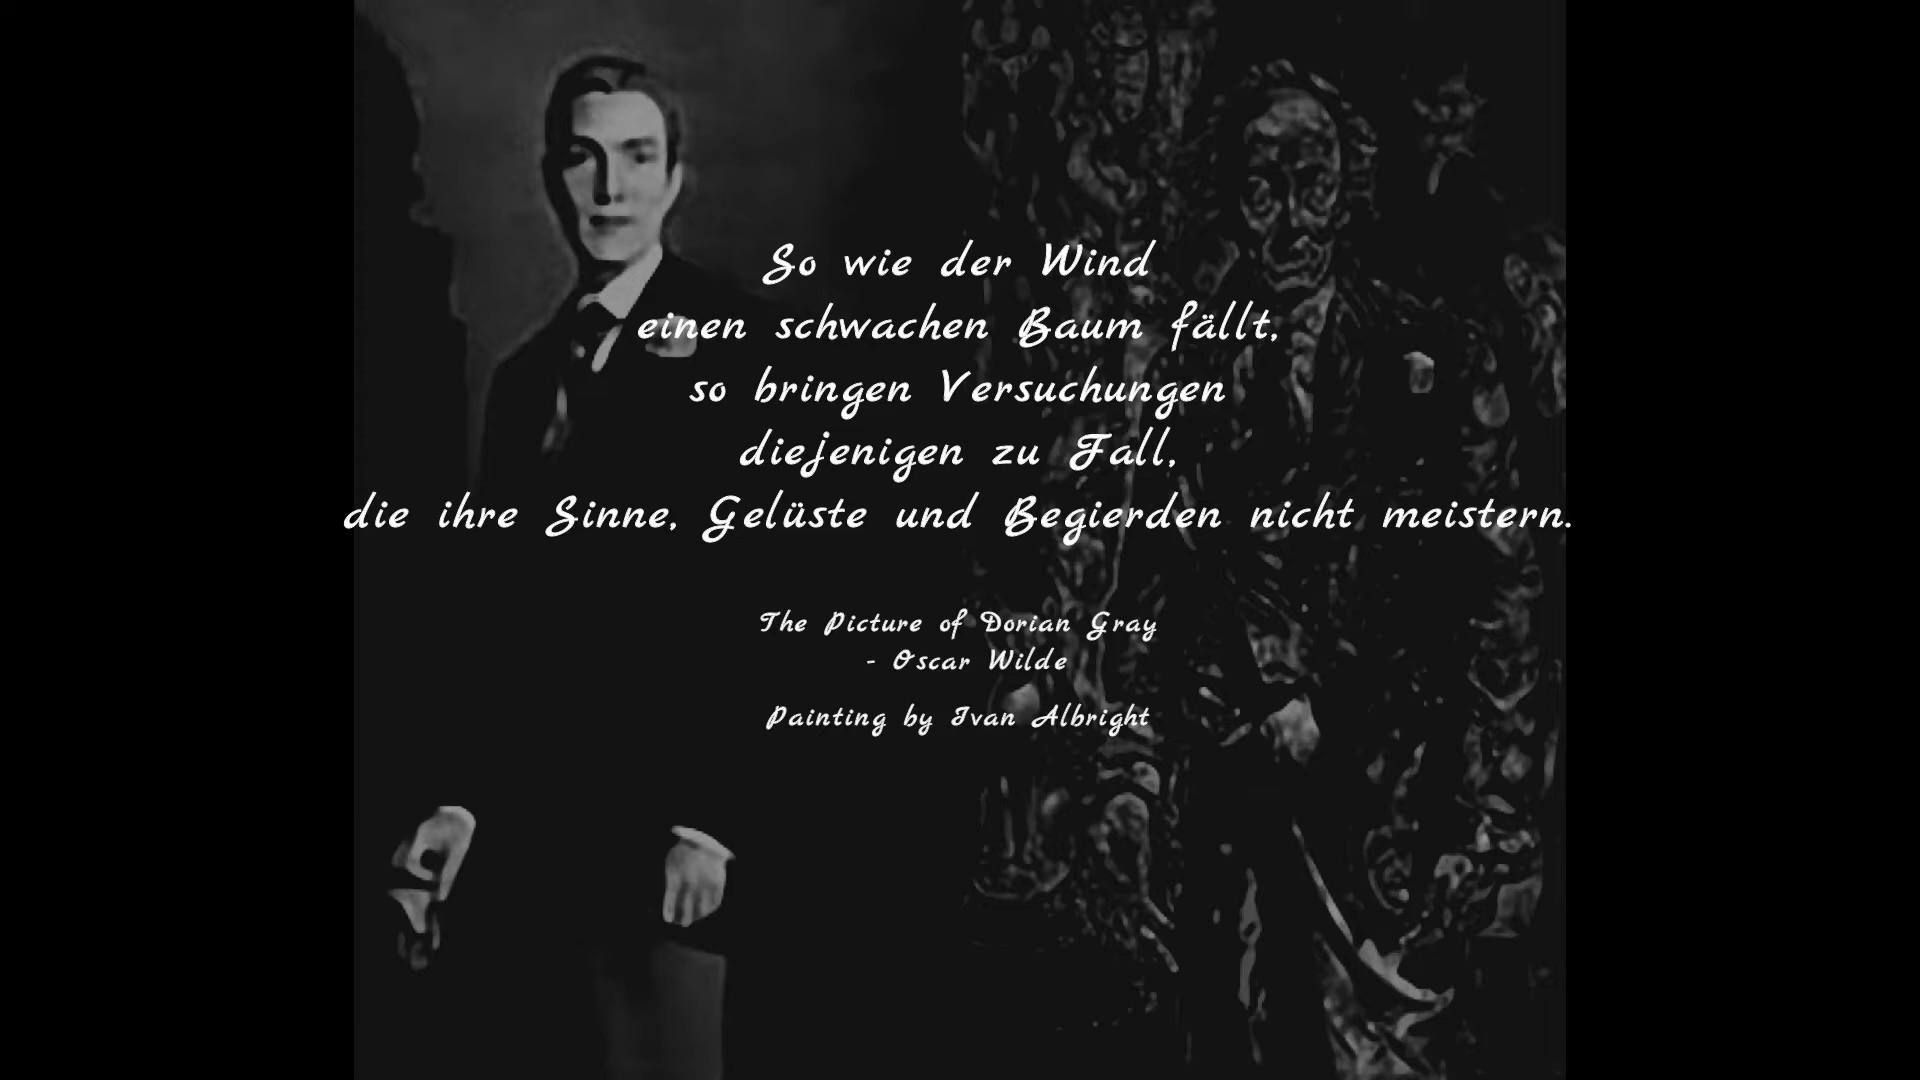 So wie der Wind
einen schwachen Baum fällt,
so bringen Versuchungen
diejenigen zu Fall,
die ihre Sinne, Gelüste und Begierden nicht meistern.
The Picture of Dorian Gray
- Oscar Wilde
Painting by Ivan Albright